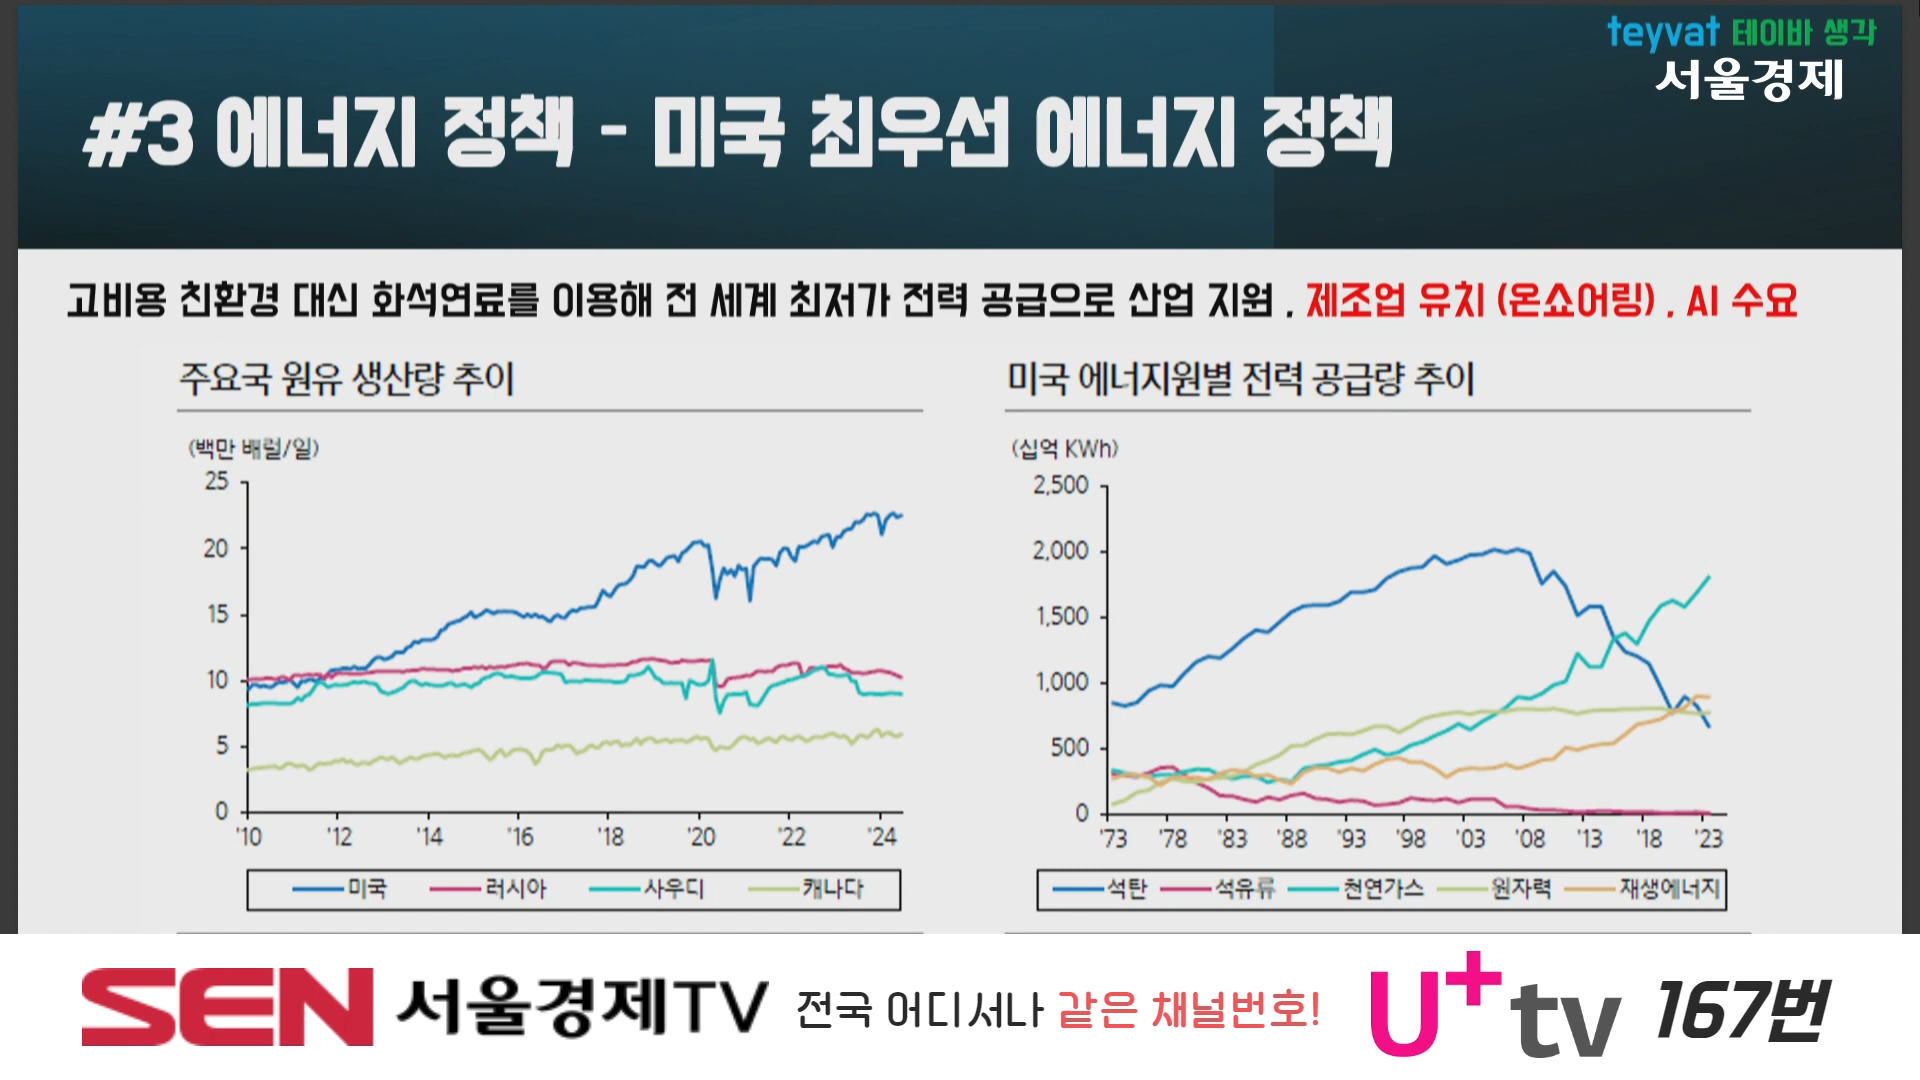 teyvat 테이바 생각
서울경제
#3 에너지 정책 - 미국 최우선 에너지 정책
고비용 친환경 대신 화석연료를 이용해 전 세계 최저가 전력 공급으로 산업 지원 , 제조업 유치 (온쇼어링) , AI 수요
주요국 원유 생산량 추이
(백만 배럴/일)
25
20
15
10
5
0
'10 '12 '14 '16 '18 '20 '22 '24
미국 러시아 사우디 캐나다
미국 에너지원별 전력 공급량 추이
(십억 KWh)
2,500
2,000
1,500
1,000
500
0
'73 '78 '83 '88 '93 '98 '03 '08 '13 '18 '23
석탄 석유류 천연가스 원자력 재생에너지
SEN 서울경제TV 전국 어디서나 같은 채널번호! U+tv 167번